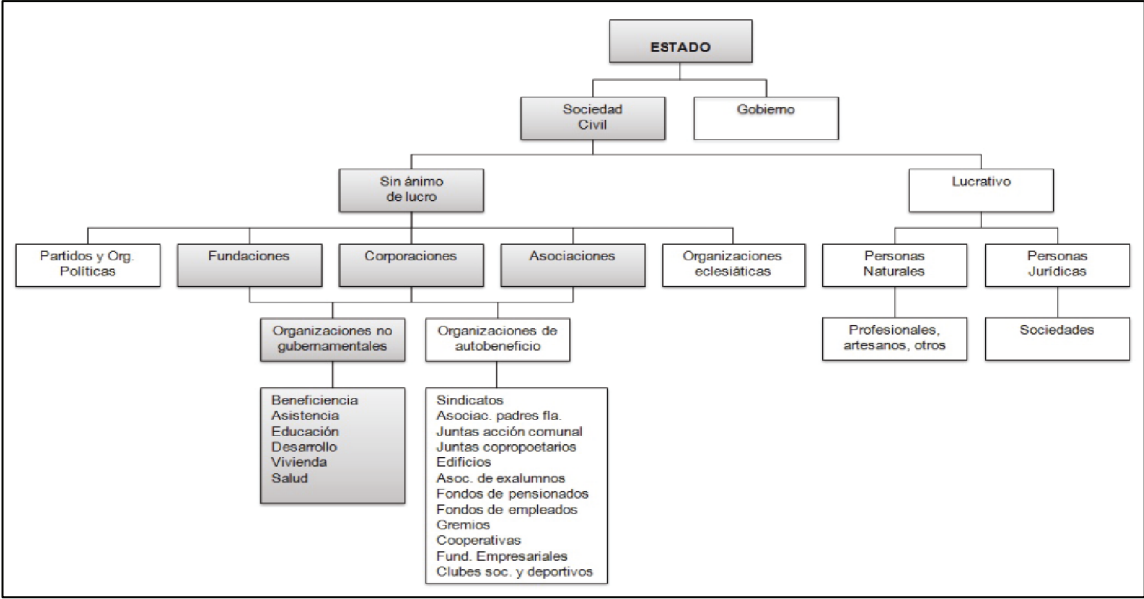 ESTADO
Sociedad
Civil
Gobierno
Sin ánimo
de lucro
Lucrativo
Partidos y Org.
Políticas
Fundaciones
Corporaciones
Asociaciones
Organizaciones
eclesiáticas
Personas
Naturales
Personas
Jurídicas
Organizaciones no
gubernamentales
Organizaciones de
autobeneficio
Profesionales,
artesanos, otros
Sociedades
Beneficiencia
Asistencia
Educación
Desarrollo
Vivienda
Salud
Sindicatos
Asociac. padres fla.
Juntas acción comunal
Juntas copropoetarios
Edificios
Asoc. de exalumnos
Fondos de pensionados
Fondos de empleados
Gremios
Cooperativas
Fund. Empresariales
Clubes soc. y deportivos